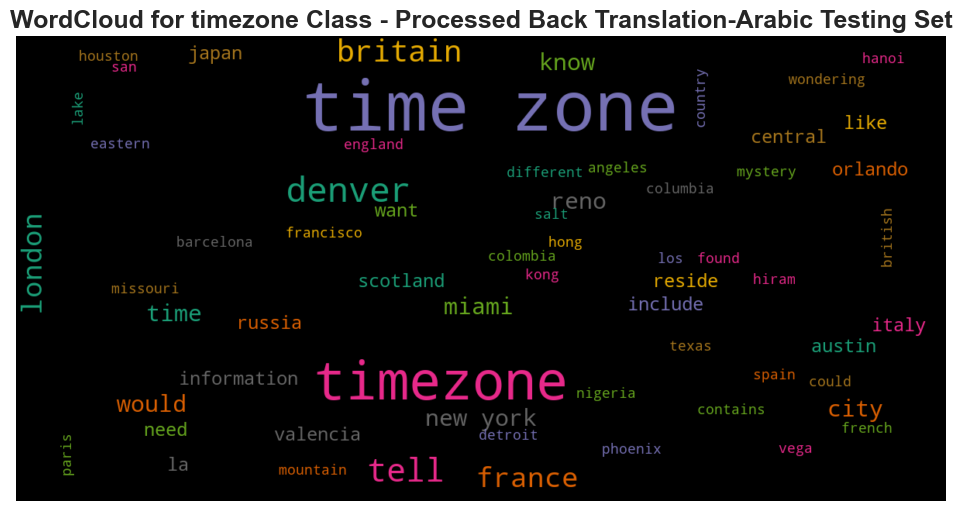 WordCloud for timezone Class - Processed Back Translation-Arabic Testing Set
houston
san
japan
britain
know
hanoi
wondering
lake
time zone
country
like
central
eastern
england
different
angeles
mystery
orlando
columbia
denver
want
reno
salt
london
british
barcelona
francisco
hong
colombia
kong
los
found
hiram
scotland
reside
missouri
miami
include
time
russia
italy
texas
austin
timezone
information
spain
could
nigeria
would
new york
contains
city
need
valencia
detroit
french
paris
la
phoenix
vega
mountain
tell
france